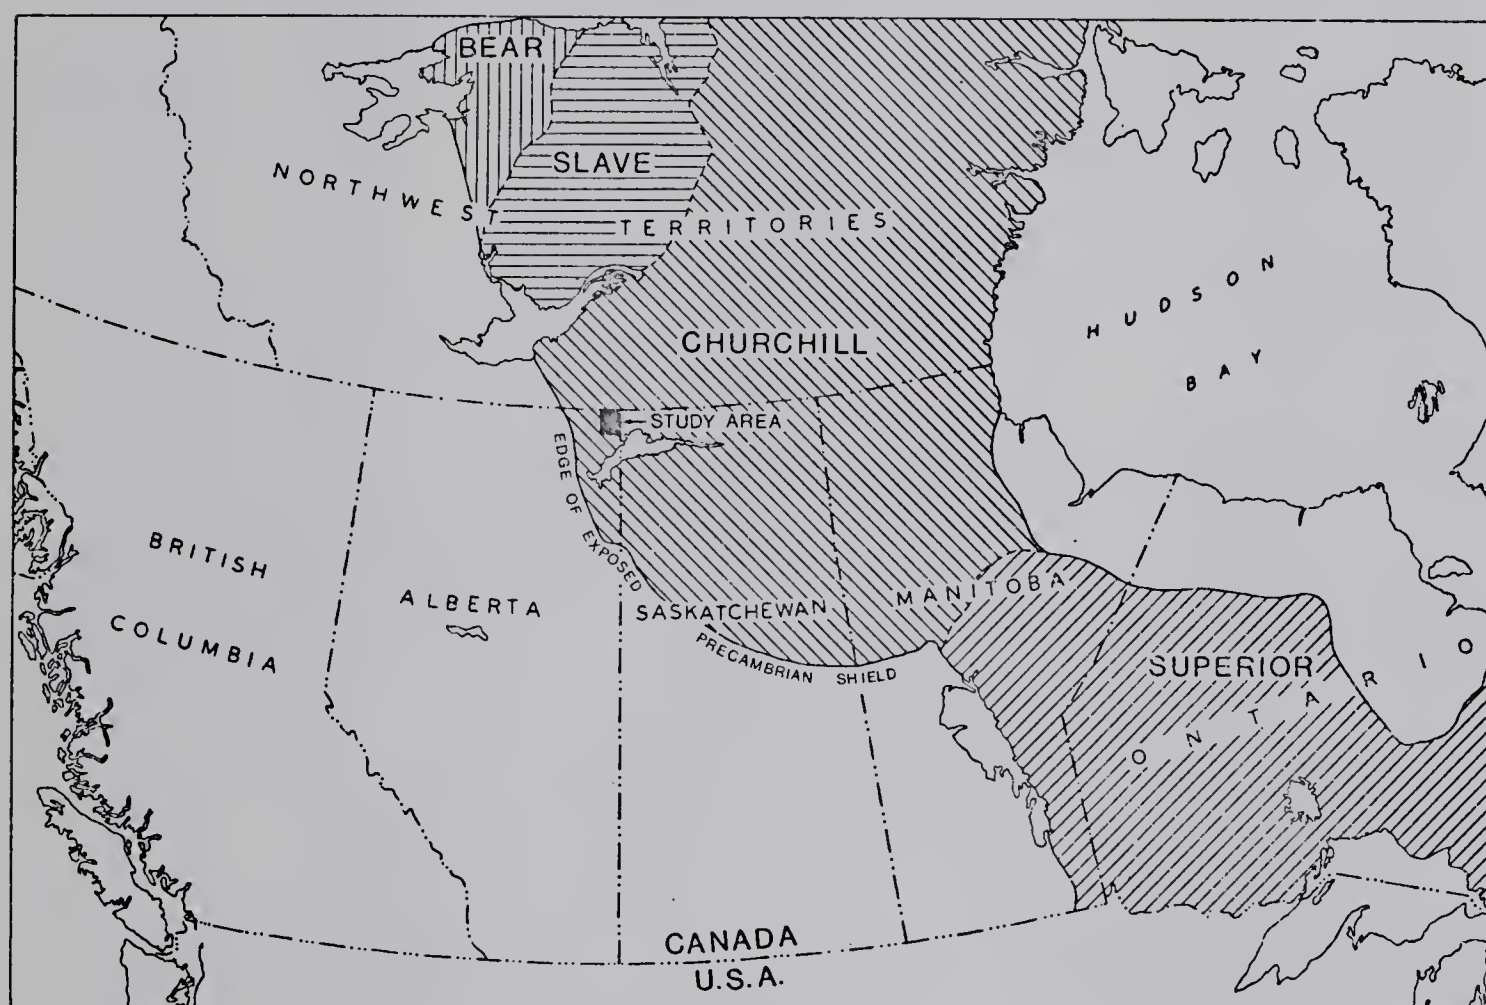 BEAR
SLAVE
NORTHWEST
TERRITORIES
CHURCHILL
HUDSON
BAY
STUDY AREA
EDGE OF EXPOSED
PRECAMBRIAN SHIELD
BRITISH
COLUMBIA
ALBERTA
SASKATCHEWAN
MANITOBA
SUPERIOR
ONTARIO
CANADA
U.S.A.